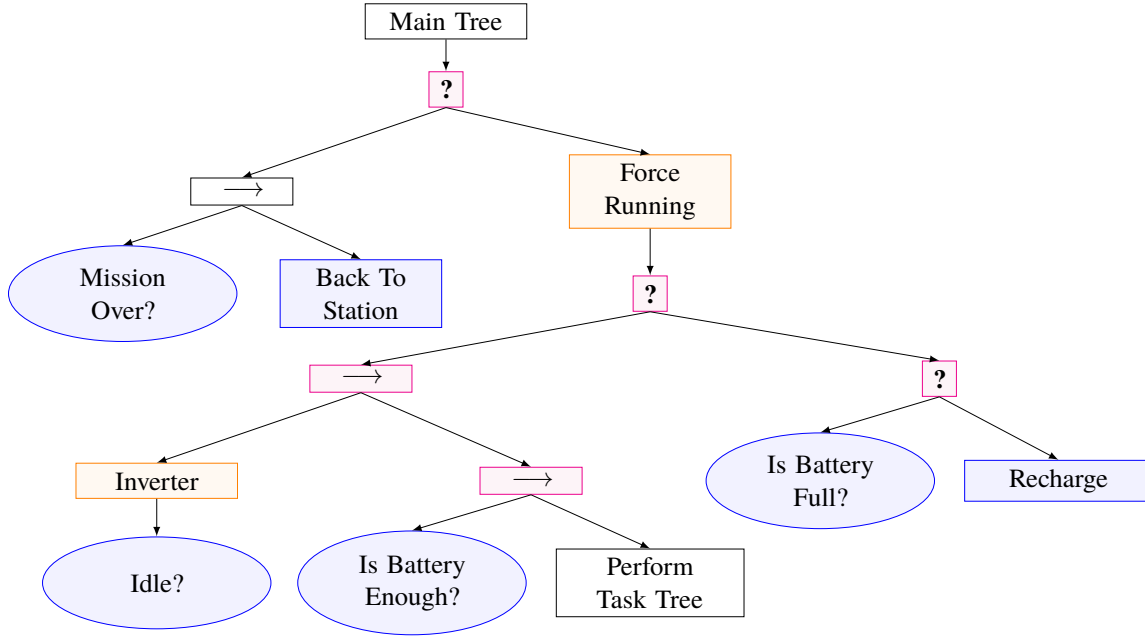 Main Tree
?
Force
Running
⟶
Mission
Over?
Back To
Station
?
⟶
?
Inverter
⟶
Is Battery
Full?
Recharge
Idle?
Is Battery
Enough?
Perform
Task Tree